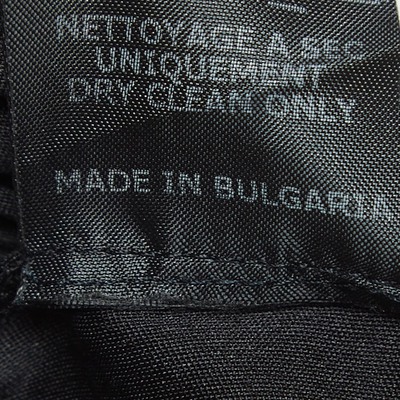 NETTOYAGE A SEC
UNIQUEMENT
DRY CLEAN ONLY
MADE IN BULGARIA